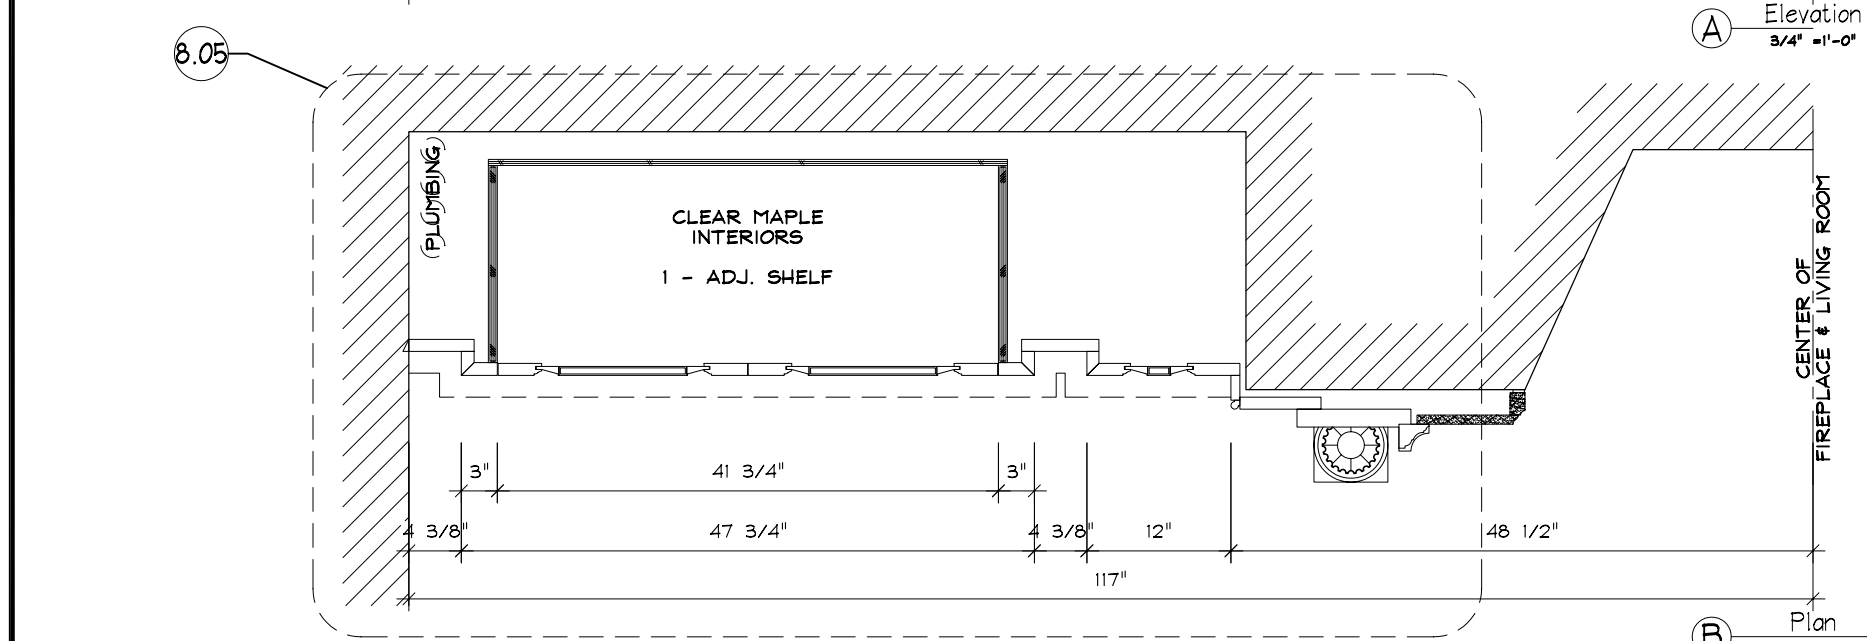 8.05
A
Elevation
3/4" =1'-0"
(PLUMBING)
CLEAR MAPLE
INTERIORS
1 - ADJ. SHELF
CENTER OF
FIREPLACE & LIVING ROOM
3"
41 3/4"
3"
4 3/8"
47 3/4"
4 3/8"
12"
48 1/2"
117"
B
Plan